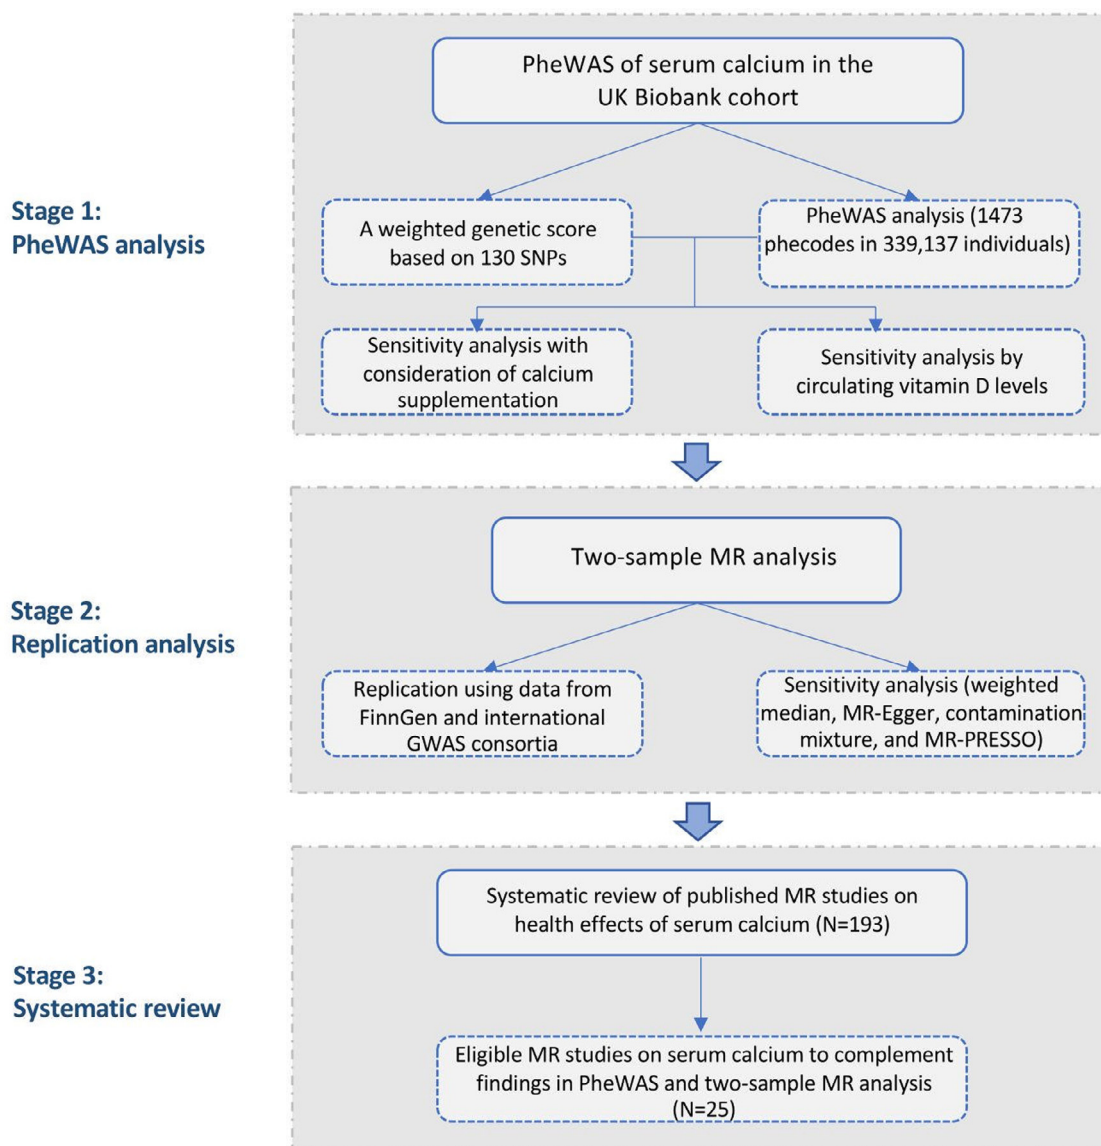 PheWAS of serum calcium in the
UK Biobank cohort
Stage 1:
PheWAS analysis
A weighted genetic score
based on 130 SNPs
PheWAS analysis (1473
phecodes in 339,137 individuals)
Sensitivity analysis with
consideration of calcium
supplementation
Sensitivity analysis by
circulating vitamin D levels
Two-sample MR analysis
Stage 2:
Replication analysis
Replication using data from
FinnGen and international
GWAS consortia
Sensitivity analysis (weighted
median, MR-Egger, contamination
mixture, and MR-PRESSO)
Systematic review of published MR studies on
health effects of serum calcium (N=193)
Stage 3:
Systematic review
Eligible MR studies on serum calcium to complement
findings in PheWAS and two-sample MR analysis
(N=25)